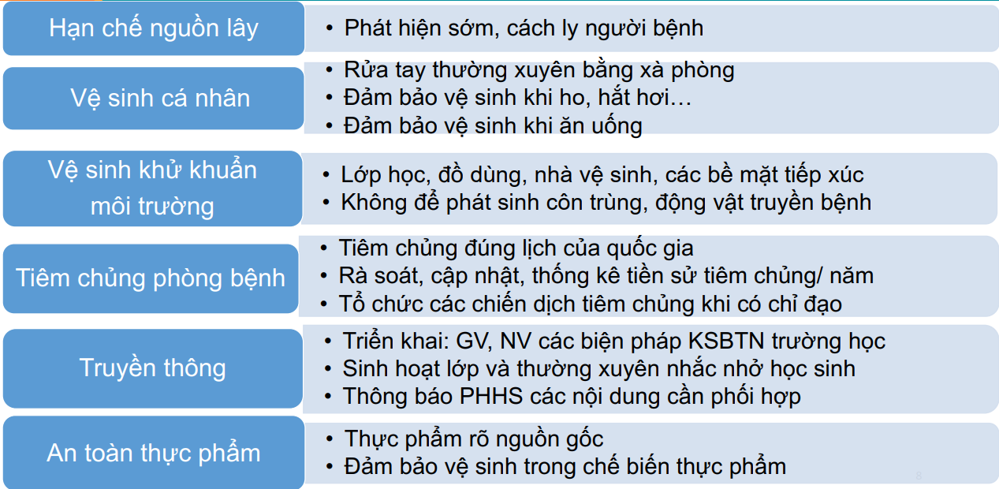 Hạn chế nguồn lây
• Phát hiện sớm, cách ly người bệnh
Vệ sinh cá nhân
• Rửa tay thường xuyên bằng xà phòng
• Đảm bảo vệ sinh khi ho, hắt hơi…
• Đảm bảo vệ sinh khi ăn uống
Vệ sinh khử khuẩn
môi trường
• Lớp học, đồ dùng, nhà vệ sinh, các bề mặt tiếp xúc
• Không để phát sinh côn trùng, động vật truyền bệnh
Tiêm chủng phòng bệnh
• Tiêm chủng đúng lịch của quốc gia
• Rà soát, cập nhật, thống kê tiền sử tiêm chủng/ năm
• Tổ chức các chiến dịch tiêm chủng khi có chỉ đạo
Truyền thông
• Triển khai: GV, NV các biện pháp KSBTN trường học
• Sinh hoạt lớp và thường xuyên nhắc nhở học sinh
• Thông báo PHHS các nội dung cần phối hợp
An toàn thực phẩm
• Thực phẩm rõ nguồn gốc
• Đảm bảo vệ sinh trong chế biến thực phẩm
8